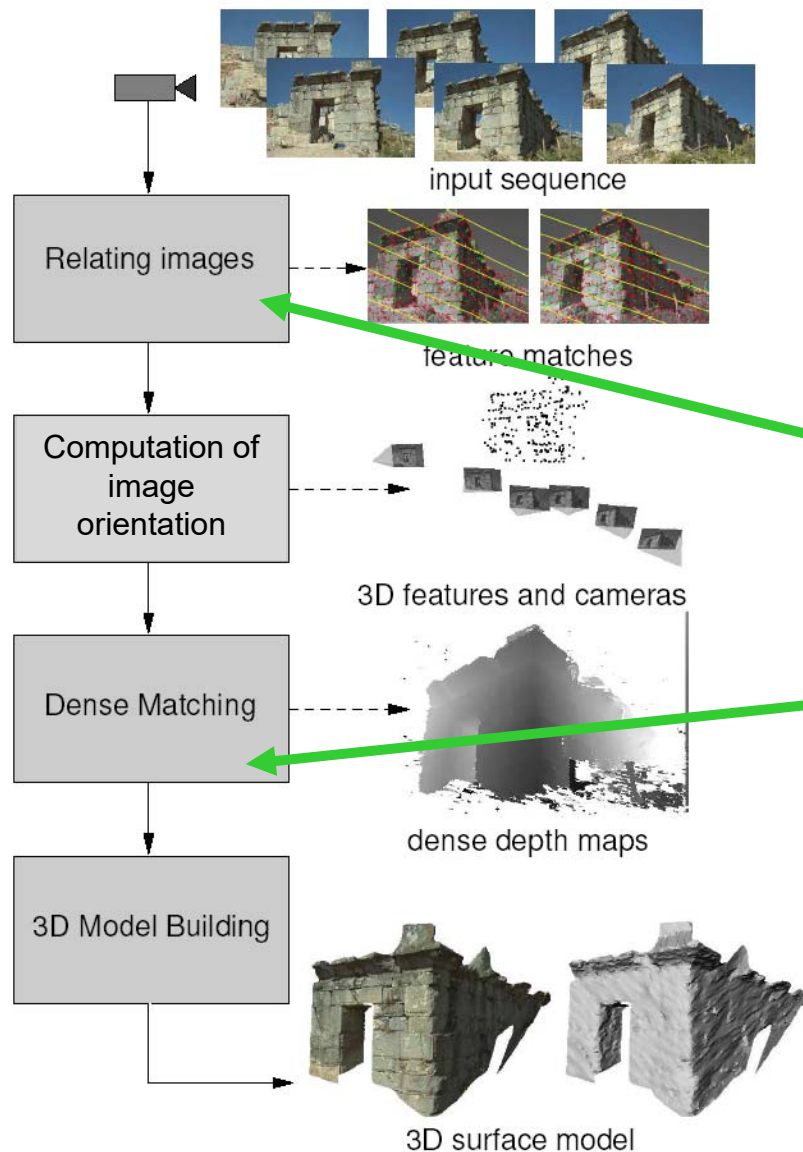 input sequence
Relating images
feature matches
Computation of
image
orientation
3D features and cameras
Dense Matching
dense depth maps
3D Model Building
3D surface model